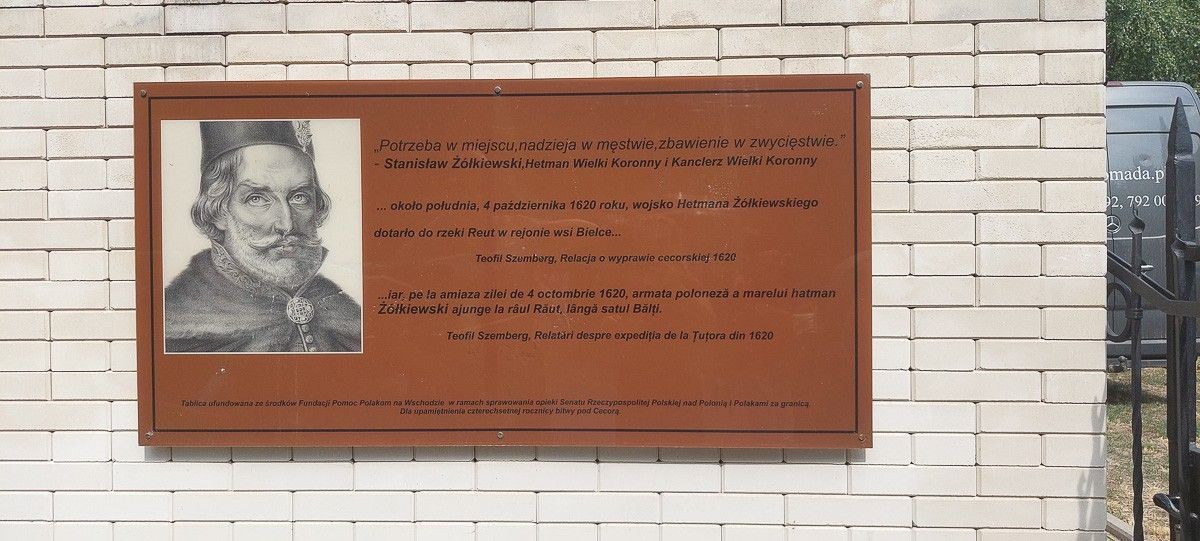 „Potrzeba w miejscu,nadzieja w męstwie,zbawienie w zwycięstwie.”
- Stanisław Żółkiewski,Hetman Wielki Koronny i Kanclerz Wielki Koronny
... około południa, 4 października 1620 roku, wojsko Hetmana Żółkiewskiego
dotarło do rzeki Reut w rejonie wsi Bielce...
Teofil Szemberg, Relacja o wyprawie cecorskiej 1620
...iar, pe la amiaza zilei de 4 octombrie 1620, armata poloneză a marelui hatman
Żółkiewski ajunge la râul Răut, lângă satul Bălți.
Teofil Szemberg, Relatări despre expediția de la Țuțora din 1620
Tablica ufundowana ze środków Fundacji Pomoc Polakom na Wschodzie w ramach sprawowania opieki Senatu Rzeczypospolitej Polskiej nad Polonią i Polakami za granicą.
Dla upamiętnienia czterechsetnej rocznicy bitwy pod Cecorą.
omada.p
92, 792 00